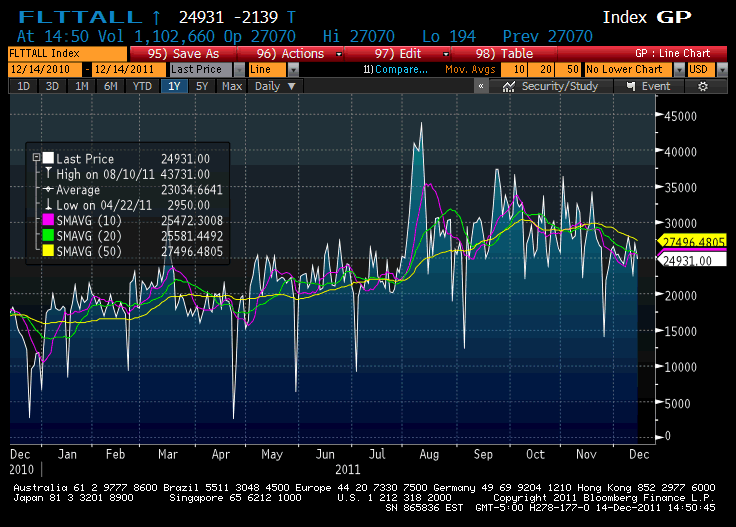 FLTTALL ↑ 24931 -2139 T Index GP
At 14:50 Vol 1,102,660 Op 27070 Hi 27070 Lo 194 Prev 27070
FLTTALL Index 95) Save As 96) Actions 97) Edit 98) Table GP : Line Chart
12/14/2010 - 12/14/2011 Last Price Line 11)Compare... Mov. Avgs 10 20 50 No Lower Chart USD
1D 3D 1M 6M YTD 1Y 5Y Max Daily ▼ « Security/Study Event
45000
Last Price 24931.00
High on 08/10/11 43731.00
Average 23034.6641
Low on 04/22/11 2950.00
SMAVG (10) 25472.3008
SMAVG (20) 25581.4492
SMAVG (50) 27496.4805
40000
35000
30000
27496.4805
24931.00
20000
15000
10000
5000
0
Dec Jan Feb Mar Apr May Jun Jul Aug Sep Oct Nov Dec
2010 2011
Australia 61 2 9777 8600 Brazil 5511 3048 4500 Europe 44 20 7330 7500 Germany 49 69 9204 1210 Hong Kong 852 2977 6000
Japan 81 3 3201 8900 Singapore 65 6212 1000 U.S. 1 212 318 2000 Copyright 2011 Bloomberg Finance L.P.
SN 865836 EST GMT-5:00 H278-177-0 14-Dec-2011 14:50:45